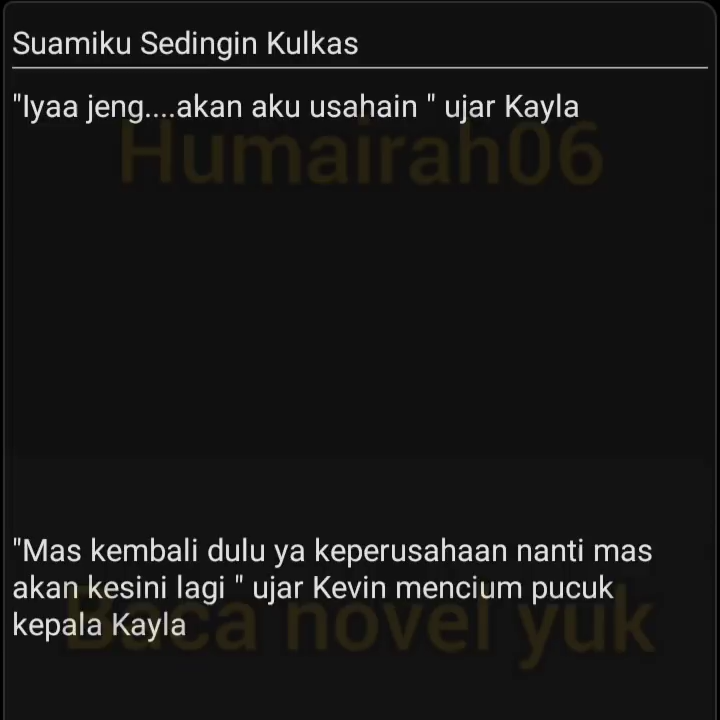 Suamiku Sedingin Kulkas
"Iyaa jeng....akan aku usahain " ujar Kayla
Humairah06
"Mas kembali dulu ya keperusahaan nanti mas
akan kesini lagi " ujar Kevin mencium pucuk
kepala Kayla
Baca novel yuk